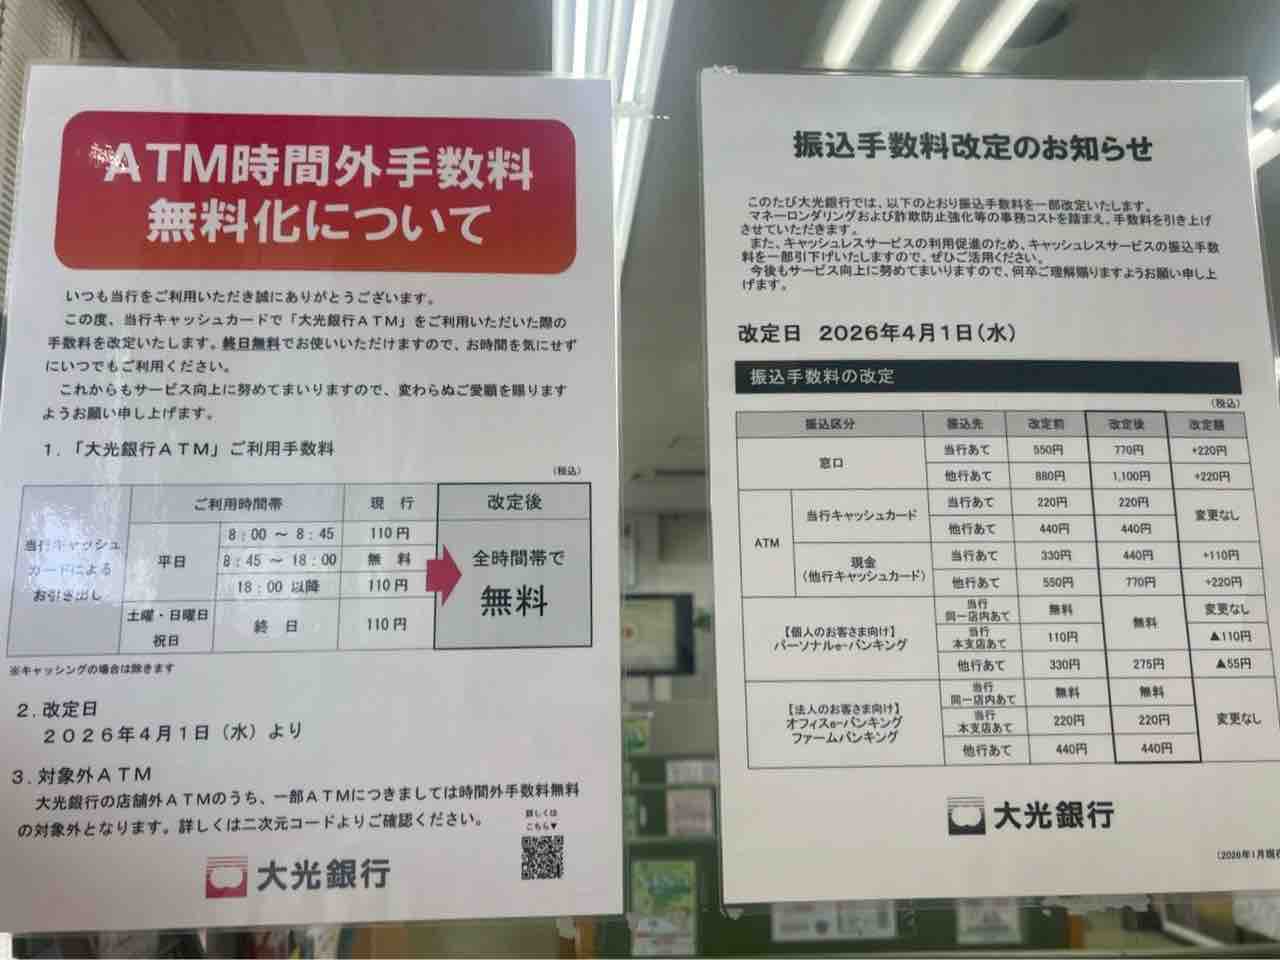 ATM時間外手数料
無料化について
いつも当行をご利用いただき誠にありがとうございます。
この度、当行キャッシュカードで「大光銀行ATM」をご利用いただいた際の
手数料を改定いたします。終日無料でお使いいただけますので、お時間を気にせず
にいつでもご利用ください。
これからもサービス向上に努めてまいりますので、変わらぬご愛顧を賜ります
ようお願い申し上げます。
1.「大光銀行ATM」ご利用手数料
(税込)
ご利用時間帯 現 行 改定後
当行キャッシュ
カードによる
お引き出し
平日 8:00 ~ 8:45 110円
8:45 ~ 18:00 無 料
18:00 以降 110円
土曜・日曜日
祝日
終 日 110円
全時間帯で
無料
※キャッシングの場合は除きます
2.改定日
2026年4月1日(水)より
3.対象外ATM
大光銀行の店舗外ATMのうち、一部ATMにつきましては時間外手数料無料
の対象外となります。詳しくは二次元コードよりご確認ください。
詳しくは
こちら▼
大光銀行
振込手数料改定のお知らせ
このたび大光銀行では、以下のとおり振込手数料を一部改定いたします。
マネーロンダリングおよび詐欺防止強化等の事務コストを踏まえ、手数料を引き上げ
させていただきます。
また、キャッシュレスサービスの利用促進のため、キャッシュレスサービスの振込手数
料を一部引下げいたしますので、ぜひご活用ください。
今後もサービス向上に努めてまいりますので、何卒ご理解賜りますようお願い申し上
げます。
改定日 2026年4月1日(水)
振込手数料の改定
(税込)
振込区分 振込先 改定前 改定後 改定額
窓口 当行あて 550円 770円 +220円
他行あて 880円 1,100円 +220円
ATM 当行キャッシュカード 当行あて 220円 220円 変更なし
他行あて 440円 440円
現金
(他行キャッシュカード)
当行あて 330円 440円 +110円
他行あて 550円 770円 +220円
【個人のお客さま向け】
パーソナルe-バンキング
当行
同一店内あて
無料 無料 変更なし
当行
本支店あて
110円 ▲110円
他行あて 330円 275円 ▲55円
【法人のお客さま向け】
オフィスe-バンキング
ファームバンキング
当行
同一店内あて
無料 無料 変更なし
当行
本支店あて
220円 220円
他行あて 440円 440円
大光銀行
(2026年1月現在